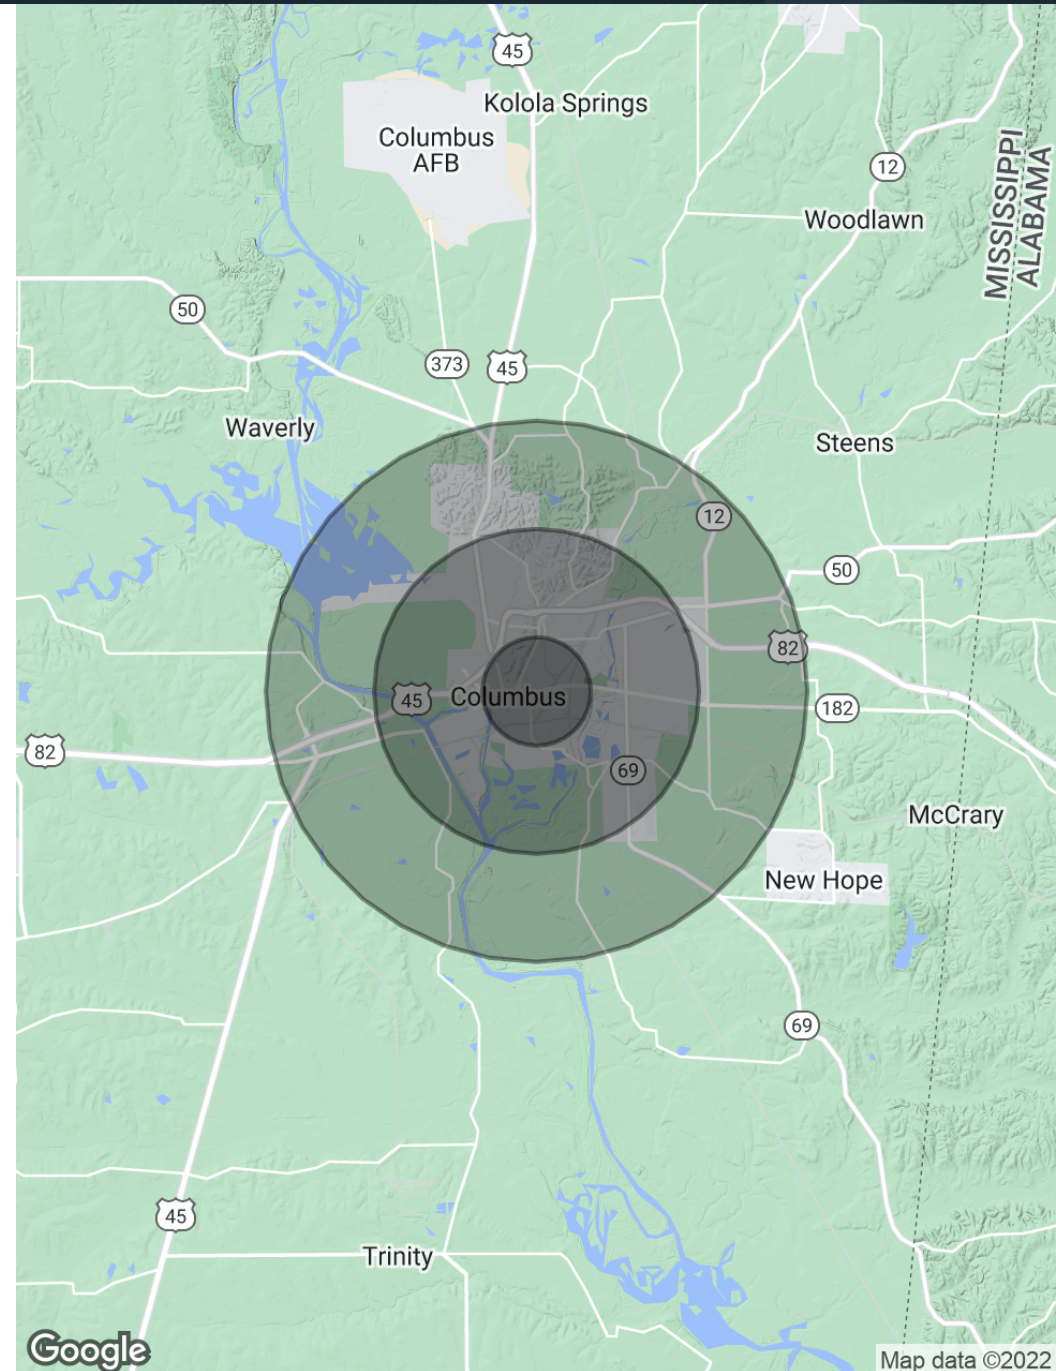 45
Kolola Springs
Columbus
AFB
12
MISSISSIPPI
ALABAMA
Woodlawn
50
373
45
Waverly
Steens
12
50
82
45
Columbus
182
82
69
McCrary
New Hope
69
45
Trinity
Google
Map data ©2022